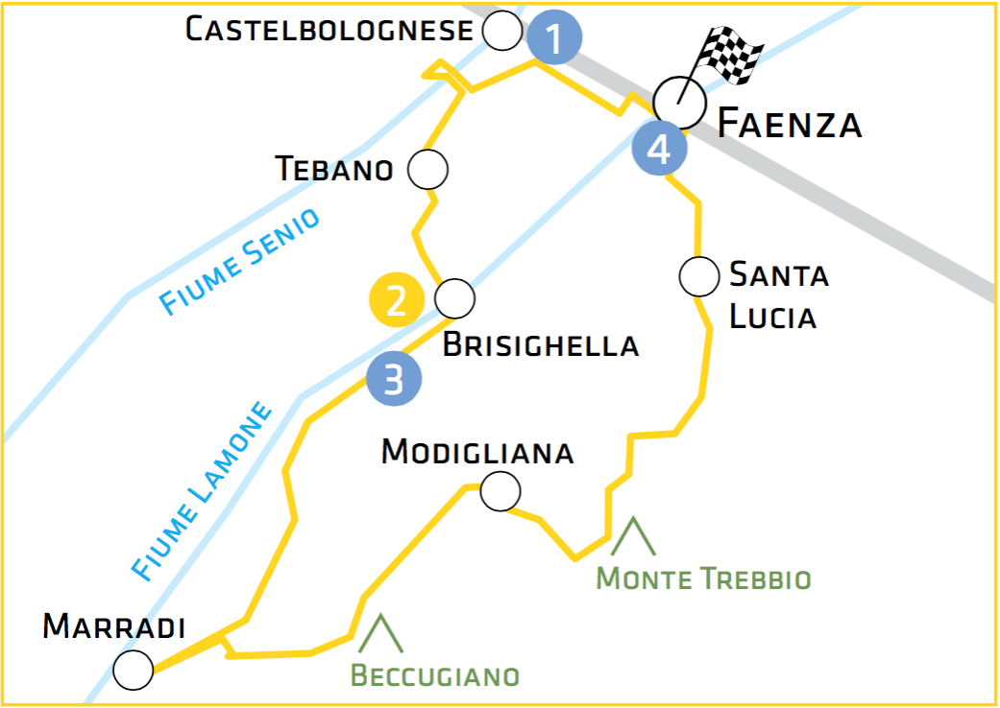 CASTELBOLOGNESE
1
FAENZA
4
TEBANO
FIUME SENIO
SANTA
LUCIA
2
BRISIGHELLA
3
FIUME LAMONE
MODIGLIANA
MONTE TREBBIO
MARRADI
BECCUGIANO